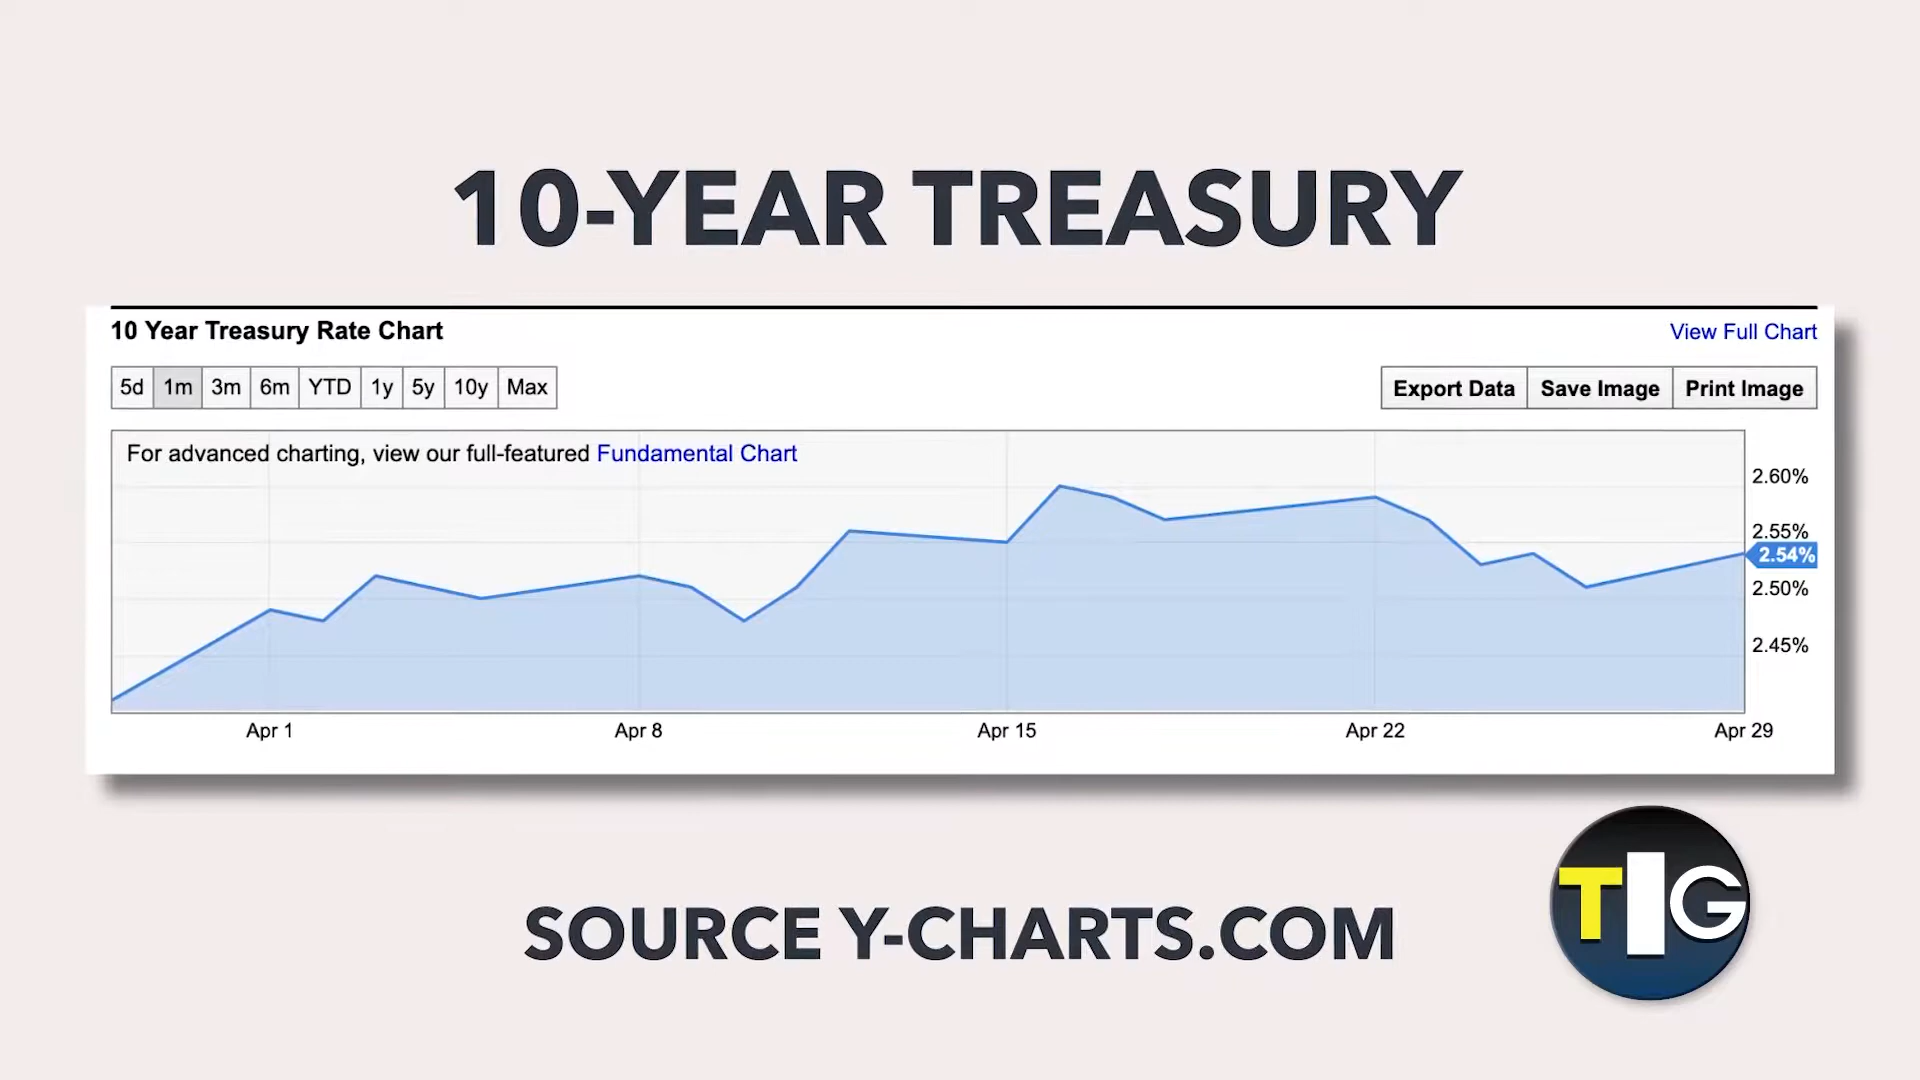 10-YEAR TREASURY
10 Year Treasury Rate Chart
View Full Chart
5d 1m 3m 6m YTD 1y 5y 10y Max
Export Data Save Image Print Image
For advanced charting, view our full-featured Fundamental Chart
2.60%
2.55%
2.54%
2.50%
2.45%
Apr 1 Apr 8 Apr 15 Apr 22 Apr 29
SOURCE Y-CHARTS.COM
TIG